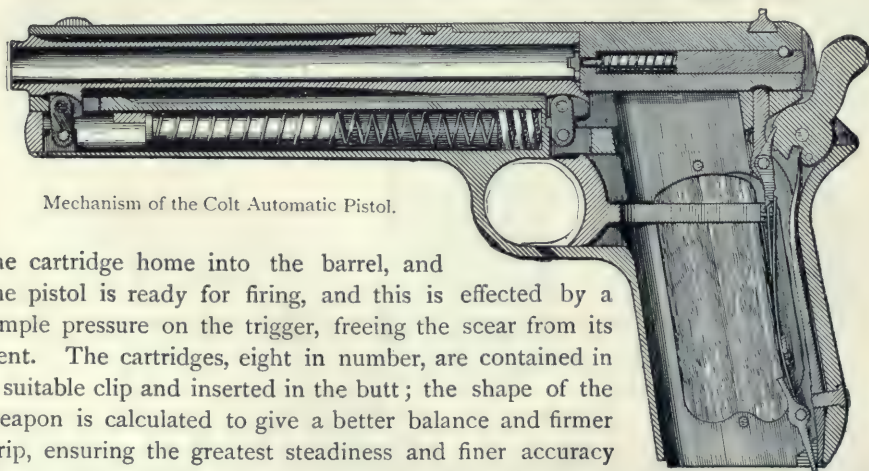 Mechanism of the Colt Automatic Pistol.
ne cartridge home into the barrel, and
ne pistol is ready for firing, and this is effected by a
mple pressure on the trigger, freeing the scear from its
ent. The cartridges, eight in number, are contained in
suitable clip and inserted in the butt; the shape of the
eapon is calculated to give a better balance and firmer
rip, ensuring the greatest steadiness and finer accuracy